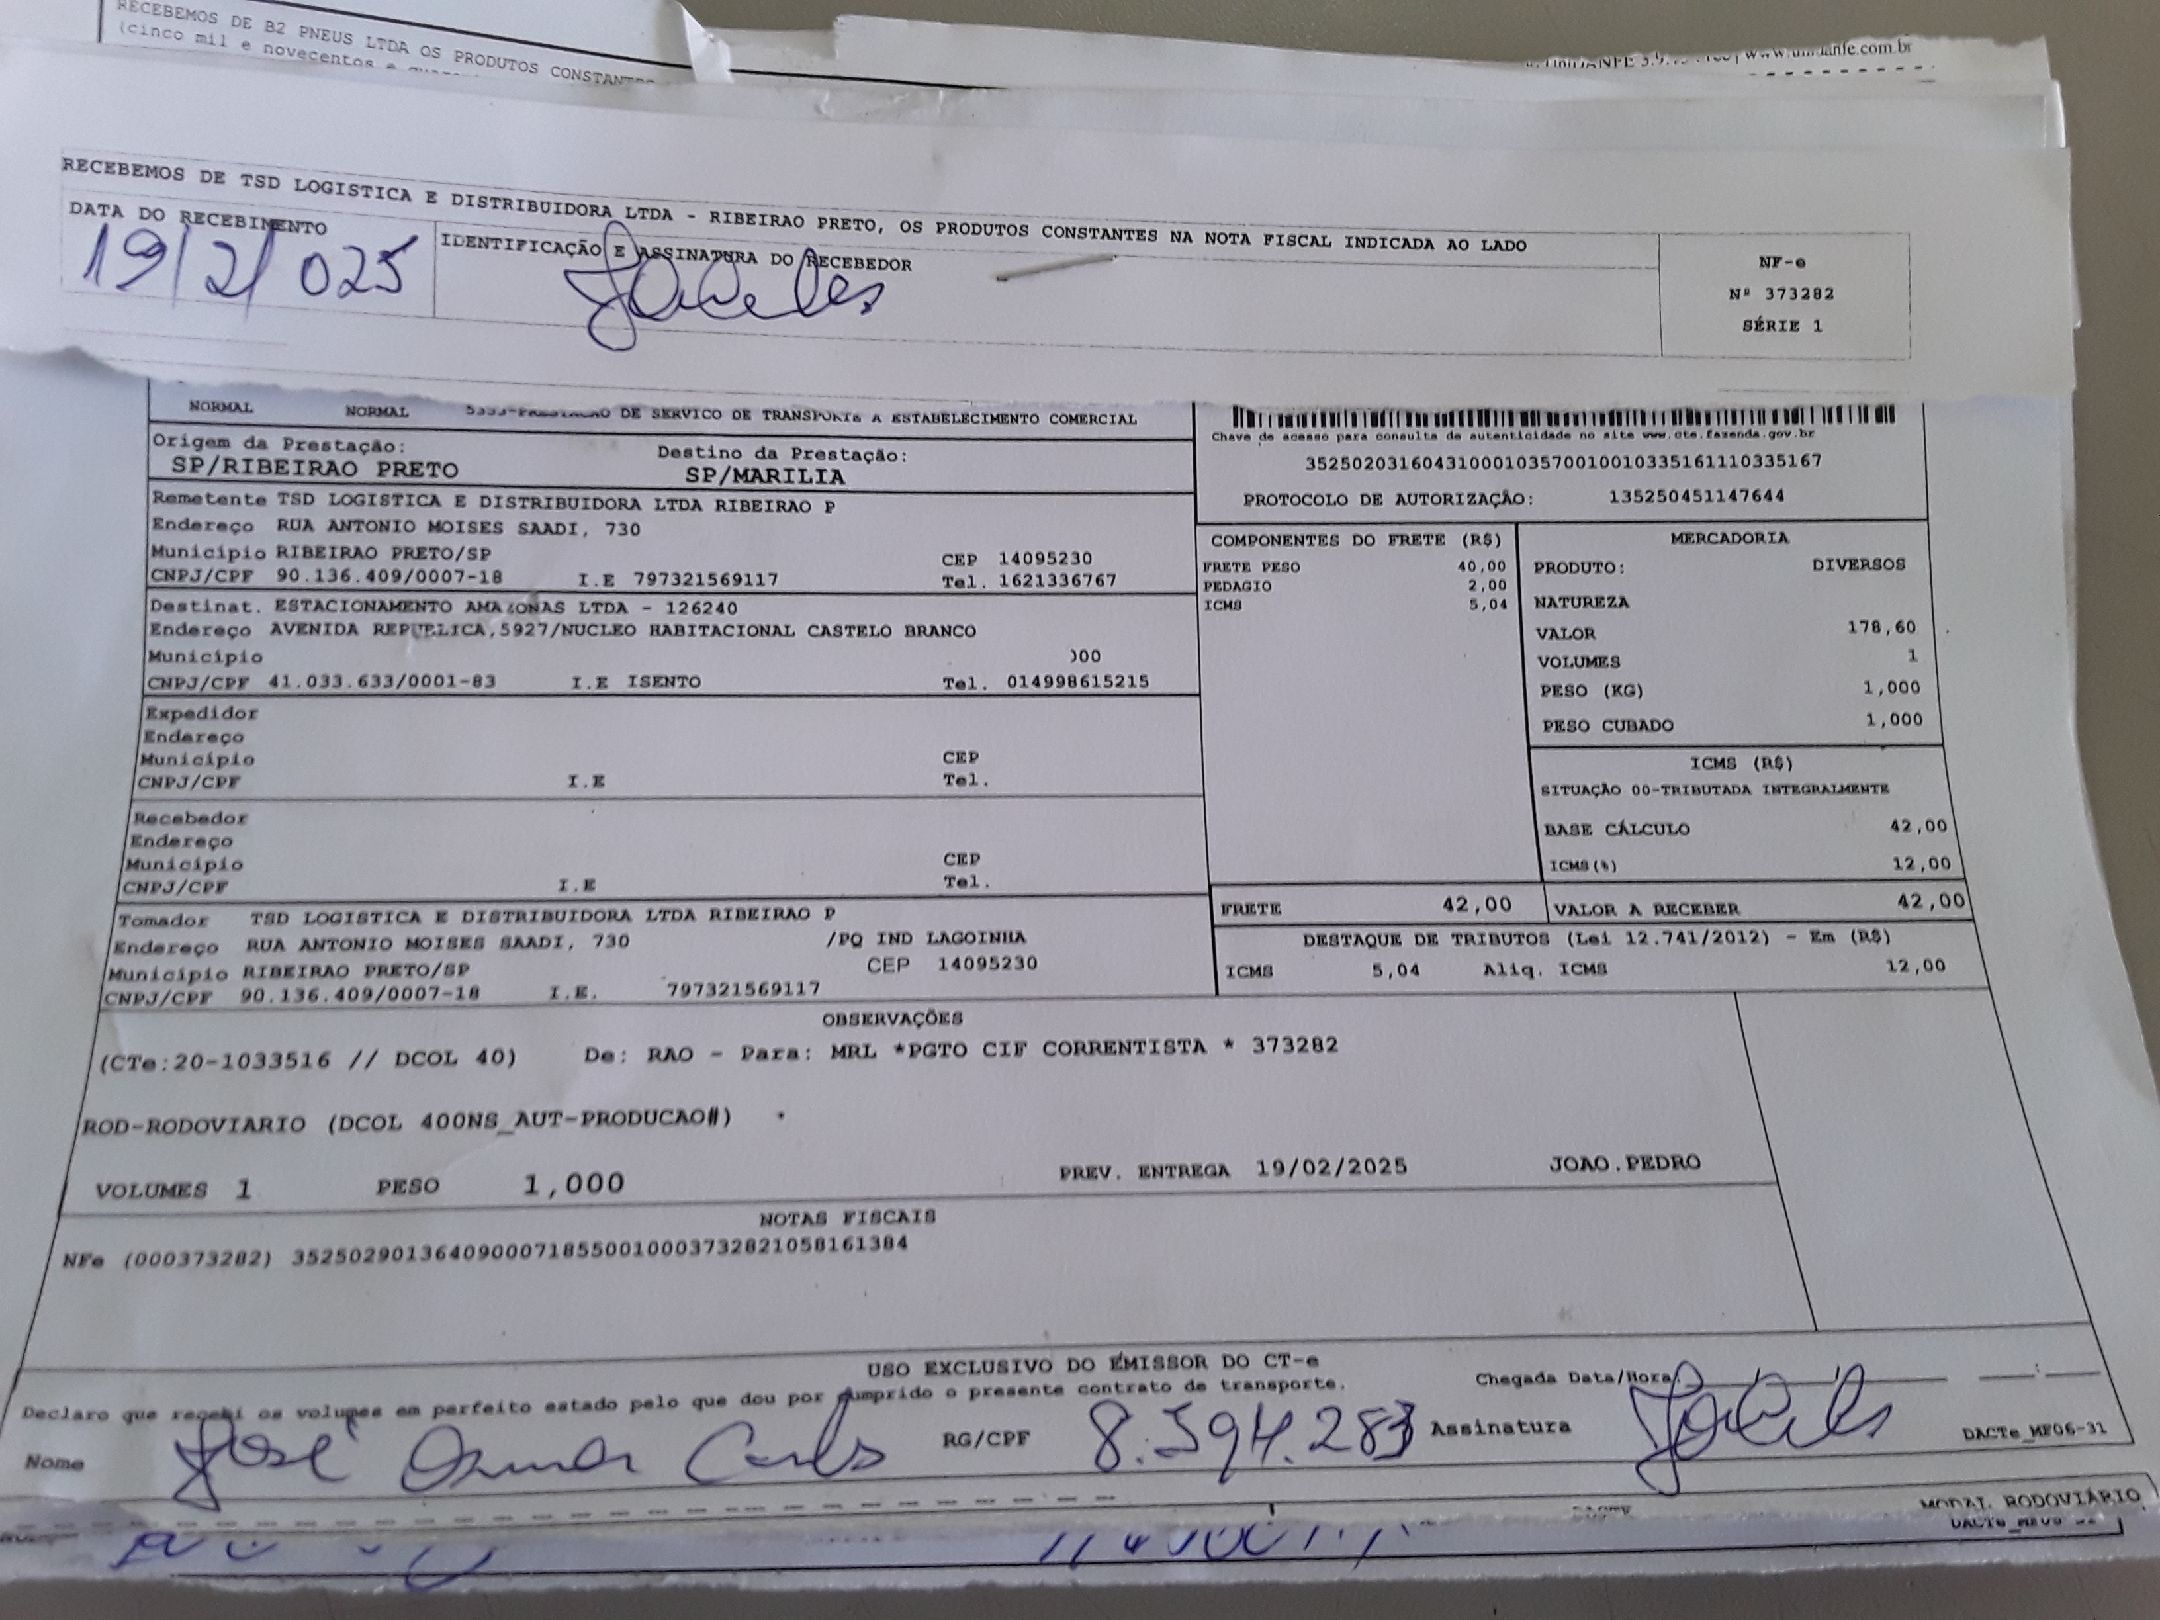 RECEBEMOS DE B2 PNEUS LTDA OS PRODUTOS
(cinco mil e novecentos e
www.unidanfe.com.br
RECEBEMOS DE TSD LOGISTICA E DISTRIBUIDORA LTDA - RIBEIRAO PRETO, OS PRODUTOS CONSTANTES NA NOTA FISCAL INDICADA AO LADO
DATA DO RECEBIMENTO
19/2/025
IDENTIFICAÇÃO E ASSINATURA DO RECEBEDOR
NF-e
Nº 373282
SÉRIE 1
NORMAL NORMAL DE SERVICO DE TRANSPORTE A ESTABELECIMENTO COMERCIAL
Origem da Prestação: Destino da Prestação:
SP/RIBEIRAO PRETO SP/MARILIA
Remetente TSD LOGISTICA E DISTRIBUIDORA LTDA RIBEIRAO P
Endereço RUA ANTONIO MOISES SAADI, 730
Município RIBEIRAO PRETO/SP CEP 14095230
CNPJ/CPF 90.136.409/0007-18 I.E 797321569117 Tel. 1621336767
Destinat. ESTACIONAMENTO AMAZONAS LTDA - 126240
Endereço AVENIDA REPUBLICA,5927/NUCLEO HABITACIONAL CASTELO BRANCO
Município 000
CNPJ/CPF 41.033.633/0001-83 I.E ISENTO Tel. 014998615215
Expedidor
Endereço
Município CEP
CNPJ/CPF I.E Tel.
Recebedor
Endereço
Município CEP
CNPJ/CPF I.E Tel.
Tomador TSD LOGISTICA E DISTRIBUIDORA LTDA RIBEIRAO P
Endereço RUA ANTONIO MOISES SAADI, 730 /PQ IND LAGOINHA
Município RIBEIRAO PRETO/SP CEP 14095230
CNPJ/CPF 90.136.409/0007-18 I.E. 797321569117
Chave de acesso para consulta de autenticidade no site www.cte.fazenda.gov.br
35250203160431000103570010010335161110335167
PROTOCOLO DE AUTORIZAÇÃO: 135250451147644
COMPONENTES DO FRETE (R$)
FRETE PESO 40,00
PEDAGIO 2,00
ICMS 5,04
MERCADORIA
PRODUTO: DIVERSOS
NATUREZA
VALOR 178,60
VOLUMES 1
PESO (KG) 1,000
PESO CUBADO 1,000
ICMS (R$)
SITUAÇÃO 00-TRIBUTADA INTEGRALMENTE
BASE CÁLCULO 42,00
ICMS(%) 12,00
FRETE 42,00 VALOR A RECEBER 42,00
DESTAQUE DE TRIBUTOS (Lei 12.741/2012) - Em (R$)
ICMS 5,04 Aliq. ICMS 12,00
OBSERVAÇÕES
(CTe:20-1033516 // DCOL 40) De: RAO - Para: MRL *PGTO CIF CORRENTISTA * 373282
ROD-RODOVIARIO (DCOL 400NS_AUT-PRODUCAO#)
VOLUMES 1 PESO 1,000 PREV. ENTREGA 19/02/2025 JOAO.PEDRO
NOTAS FISCAIS
NFe (000373282) 35250290136409000718550010003732821058161384
USO EXCLUSIVO DO EMISSOR DO CT-e
Declaro que recebi os volumes em perfeito estado pelo que dou por cumprido o presente contrato de transporte. Chegada Data/Hora: / / :
Nome José Osmar Carlos RG/CPF 8.594.283 Assinatura DACTe_MF06-31
MODAL RODOVIÁRIO